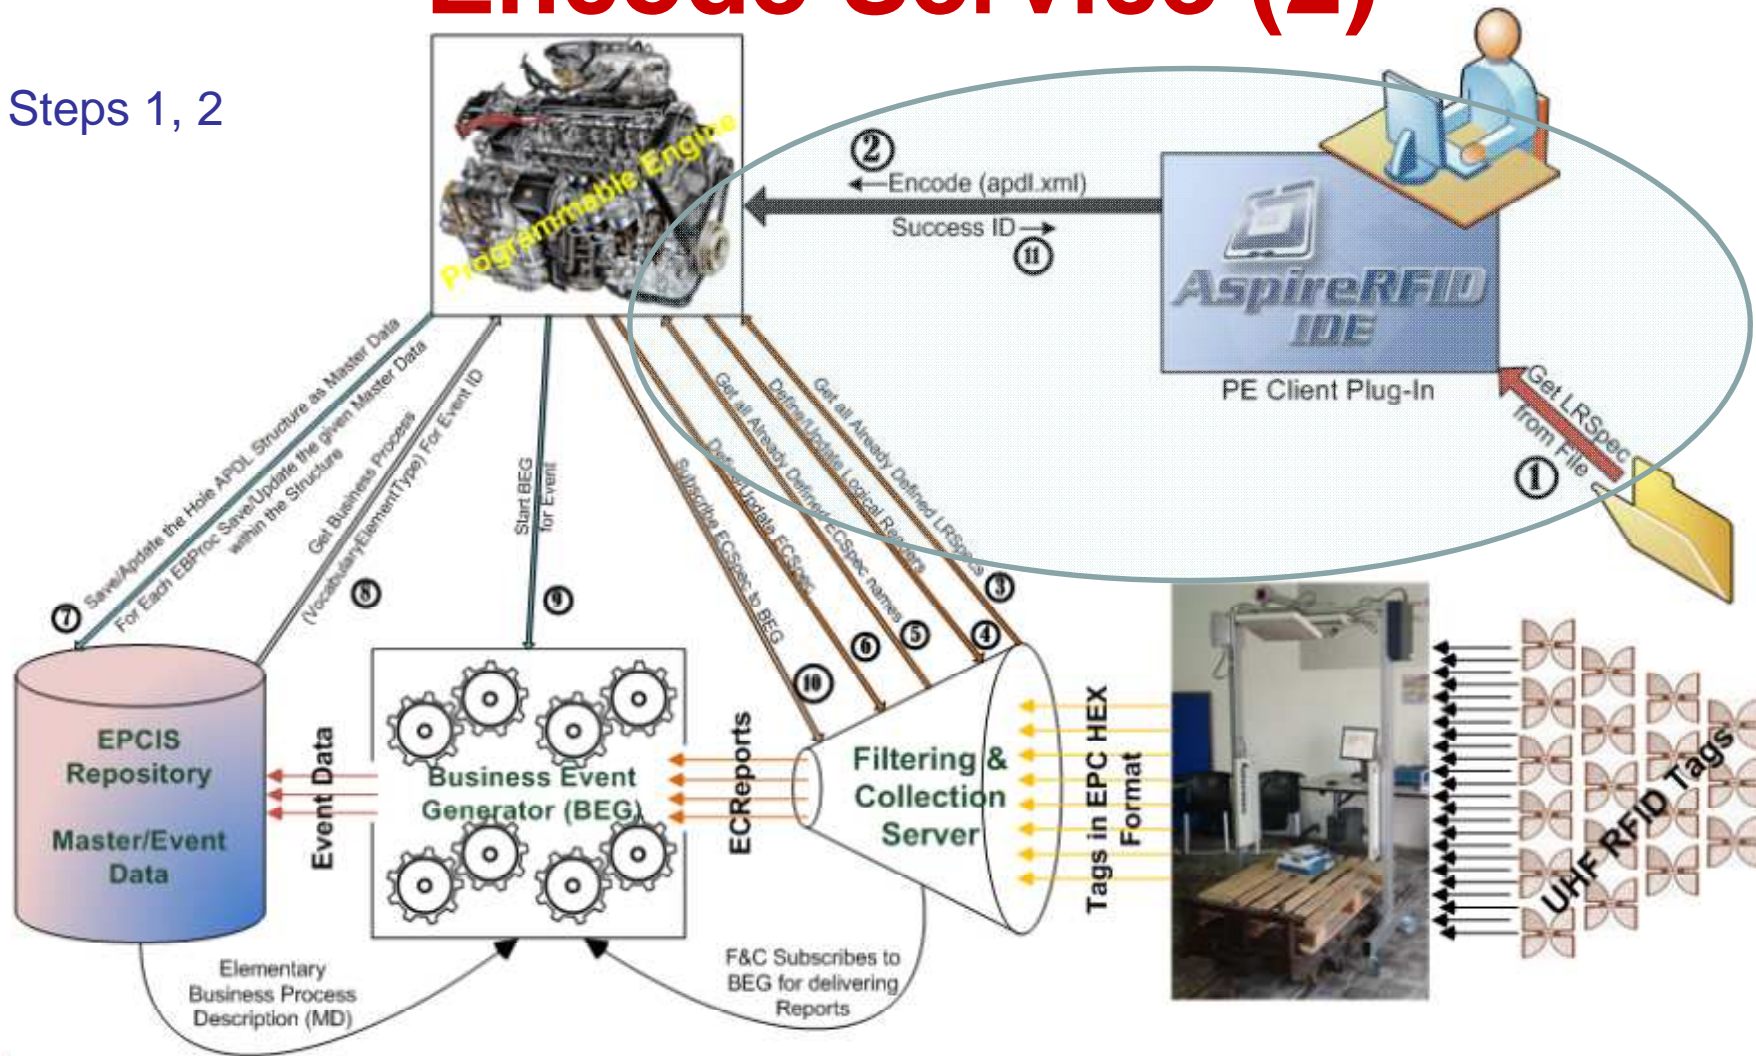 Encode Service (2)
Steps 1, 2
Programmable Engine
2
Encode (apdl.xml)
Success ID
11
AspireRFID
IDE
PE Client Plug-In
Get LRSpec
from File
1
Save/Apdate the Hole APDL Structure as Master Data
For Each EBProc Save/Update the given Master Data
within the Structure
7
Get Business Process
(VocabularyElementType) For Event ID
8
Start BEG
for Event
9
Subscribe ECSpec to BEG
10
Define/Update ECSpec
6
Get all Already Defined ECSpec names
5
Define/Update Logical Readers
4
Get all Already Defined LRSpecs
3
EPCIS
Repository
Master/Event
Data
Event Data
Business Event
Generator (BEG)
ECReports
Filtering &
Collection
Server
Tags in EPC HEX
Format
UHF RFID Tags
Elementary
Business Process
Description (MD)
F&C Subscribes to
BEG for delivering
Reports